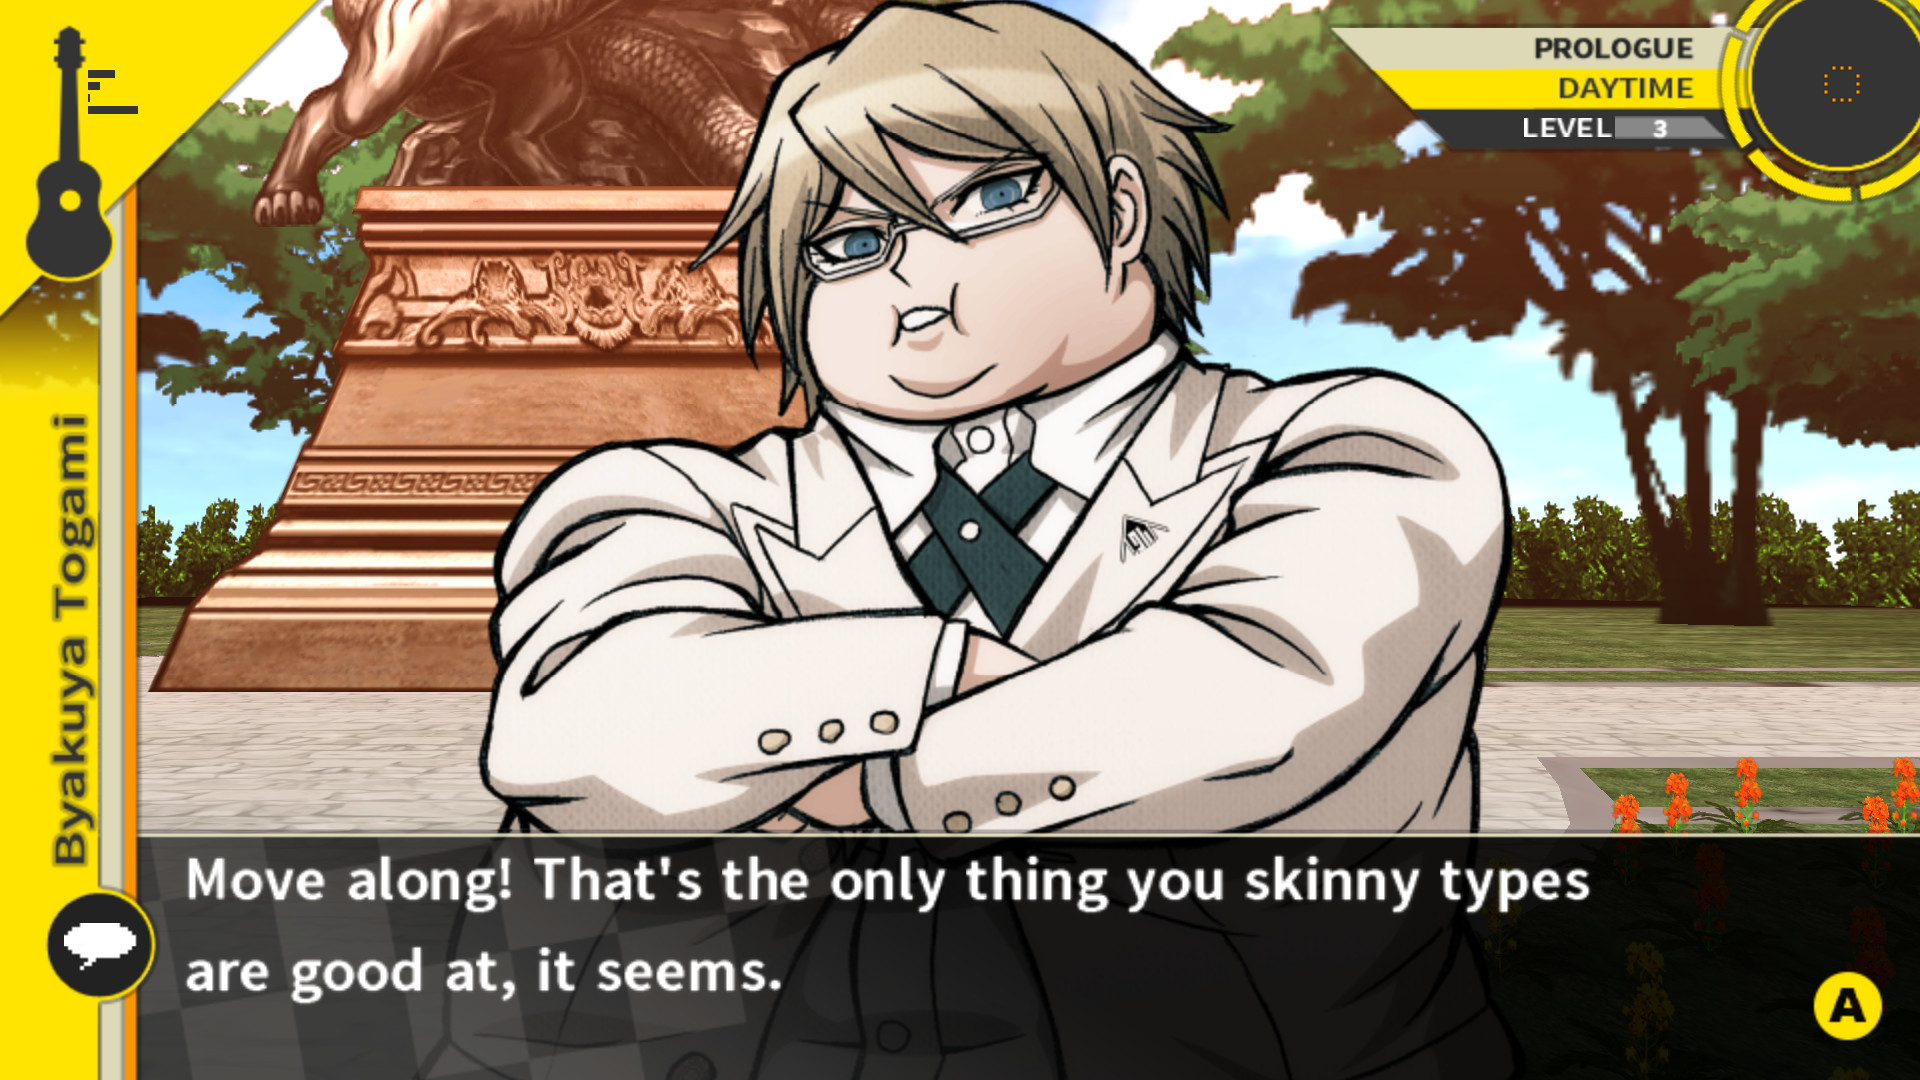 PROLOGUE
DAYTIME
LEVEL 3
Byakuya Togami
Move along! That's the only thing you skinny types
are good at, it seems.
A